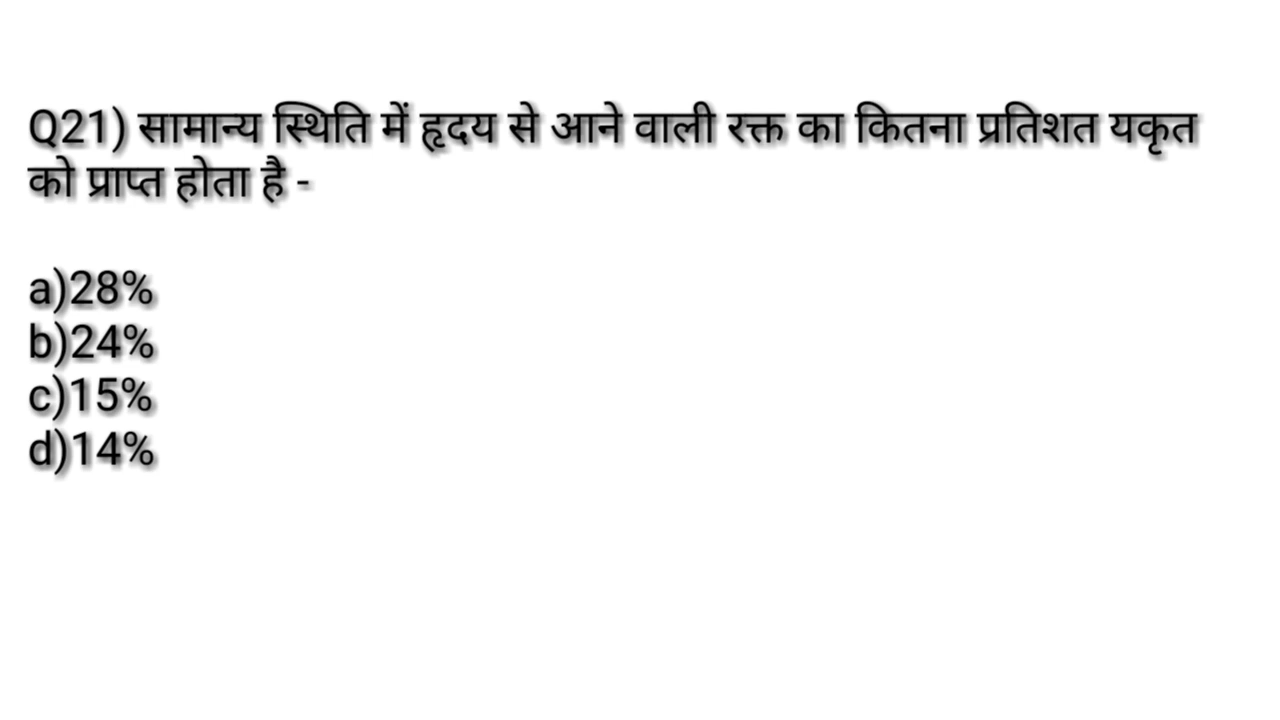 Q21) सामान्य स्थिति में हृदय से आने वाली रक्त का कितना प्रतिशत यकृत
को प्राप्त होता है -
a)28%
b)24%
c)15%
d)14%